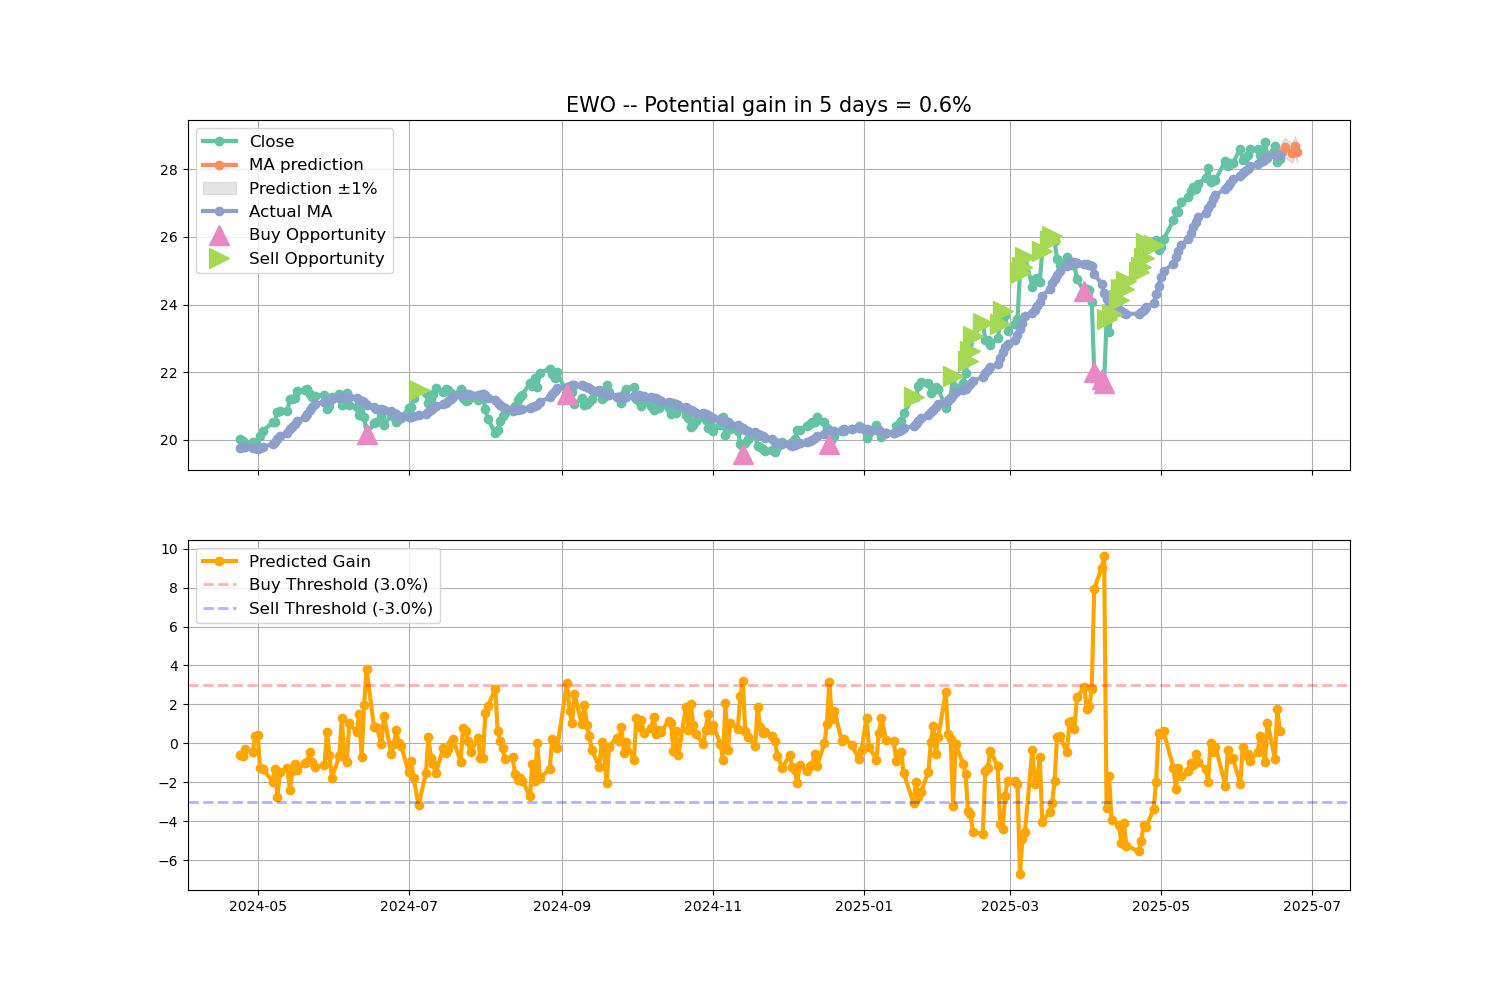 EWO -- Potential gain in 5 days = 0.6%
Close
MA prediction
Prediction ±1%
Actual MA
Buy Opportunity
Sell Opportunity
28
26
24
22
20
Predicted Gain
Buy Threshold (3.0%)
Sell Threshold (-3.0%)
10
8
6
4
2
0
−2
−4
−6
2024-05 2024-07 2024-09 2024-11 2025-01 2025-03 2025-05 2025-07